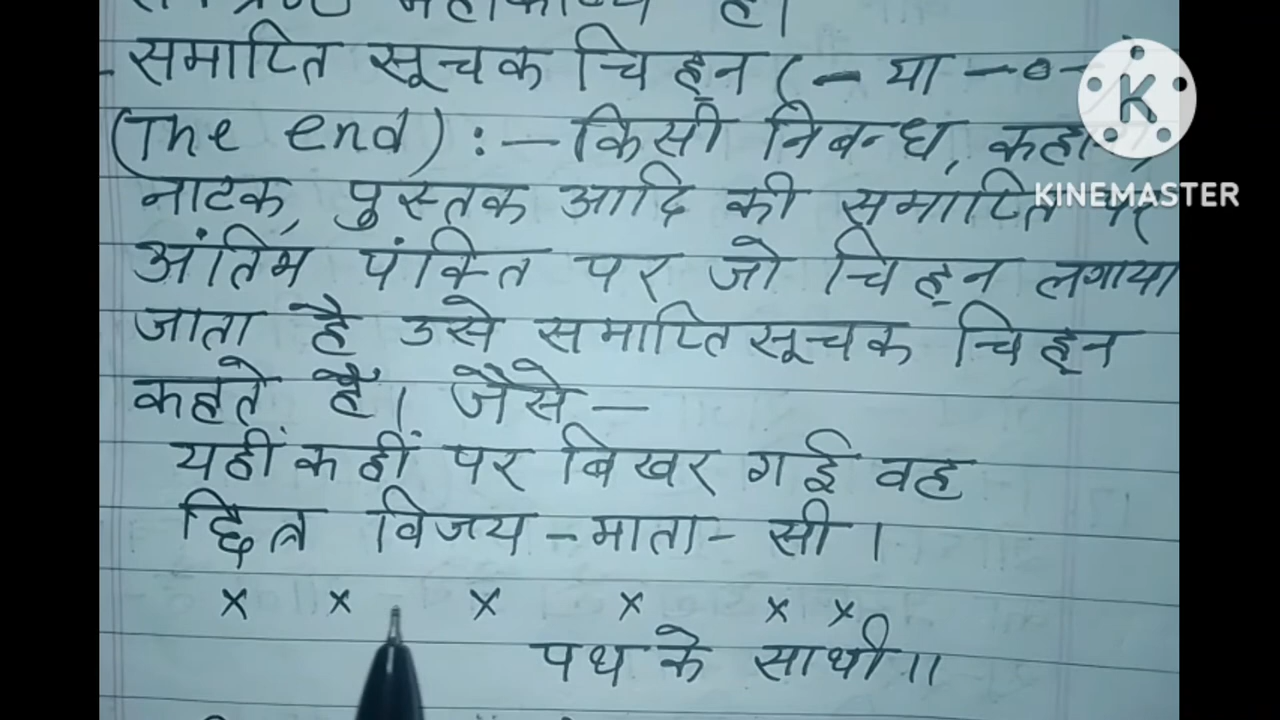 महाकाव्य है।
- समाप्ति सूचक चिह्न (- या -०-)
(The end) :- किसी निबन्ध, कहानी,
नाटक, पुस्तक आदि की समाप्ति पर
अंतिम पंक्ति पर जो चिह्न लगाया
जाता है उसे समाप्ति सूचक चिह्न
कहते हैं। जैसे —
यहीं कहीं पर बिखर गई वह
विजय - माता - सी।
x x x x x x
पथ के साथी।।
K
KINEMASTER